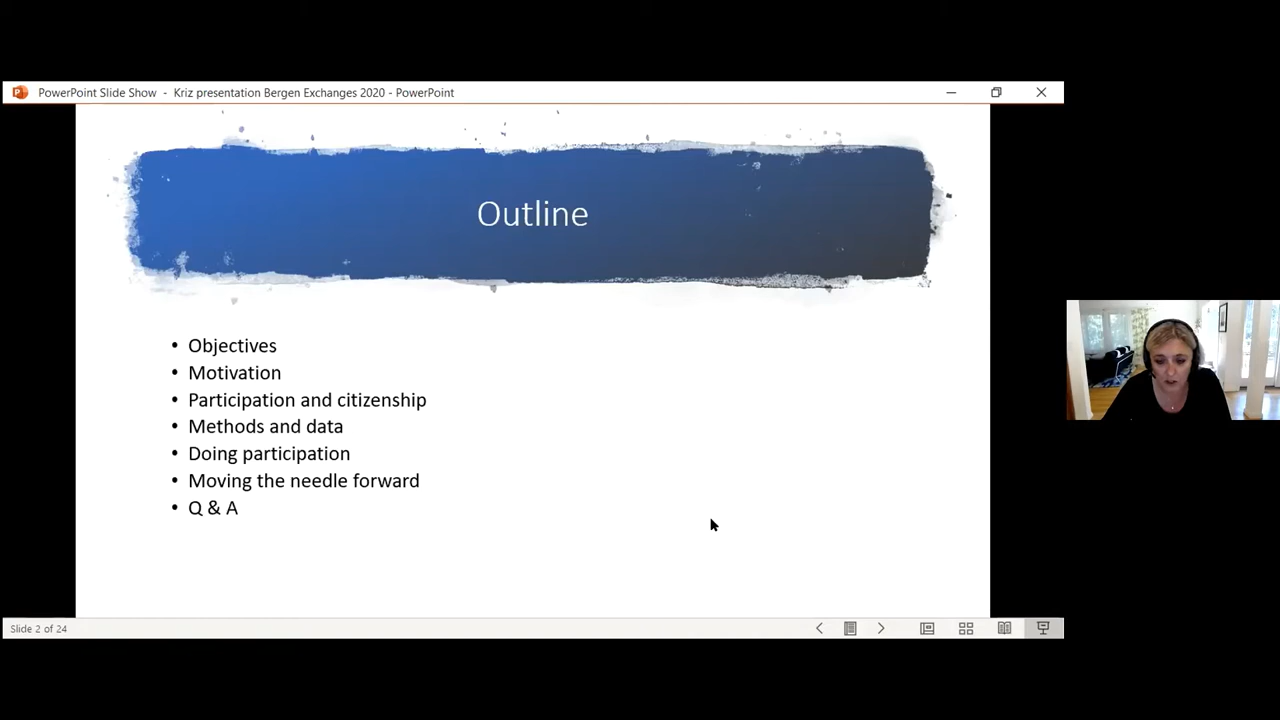 PowerPoint Slide Show - Kriz presentation Bergen Exchanges 2020 - PowerPoint
Outline
• Objectives
• Motivation
• Participation and citizenship
• Methods and data
• Doing participation
• Moving the needle forward
• Q & A
Slide 2 of 24